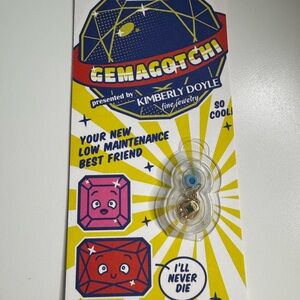 GEMAGOTCHI
presented by KIMBERLY DOYLE
fine jewelry
SO
COOL!
YOUR NEW
LOW MAINTENANCE
BEST FRIEND
I'LL
NEVER
DIE